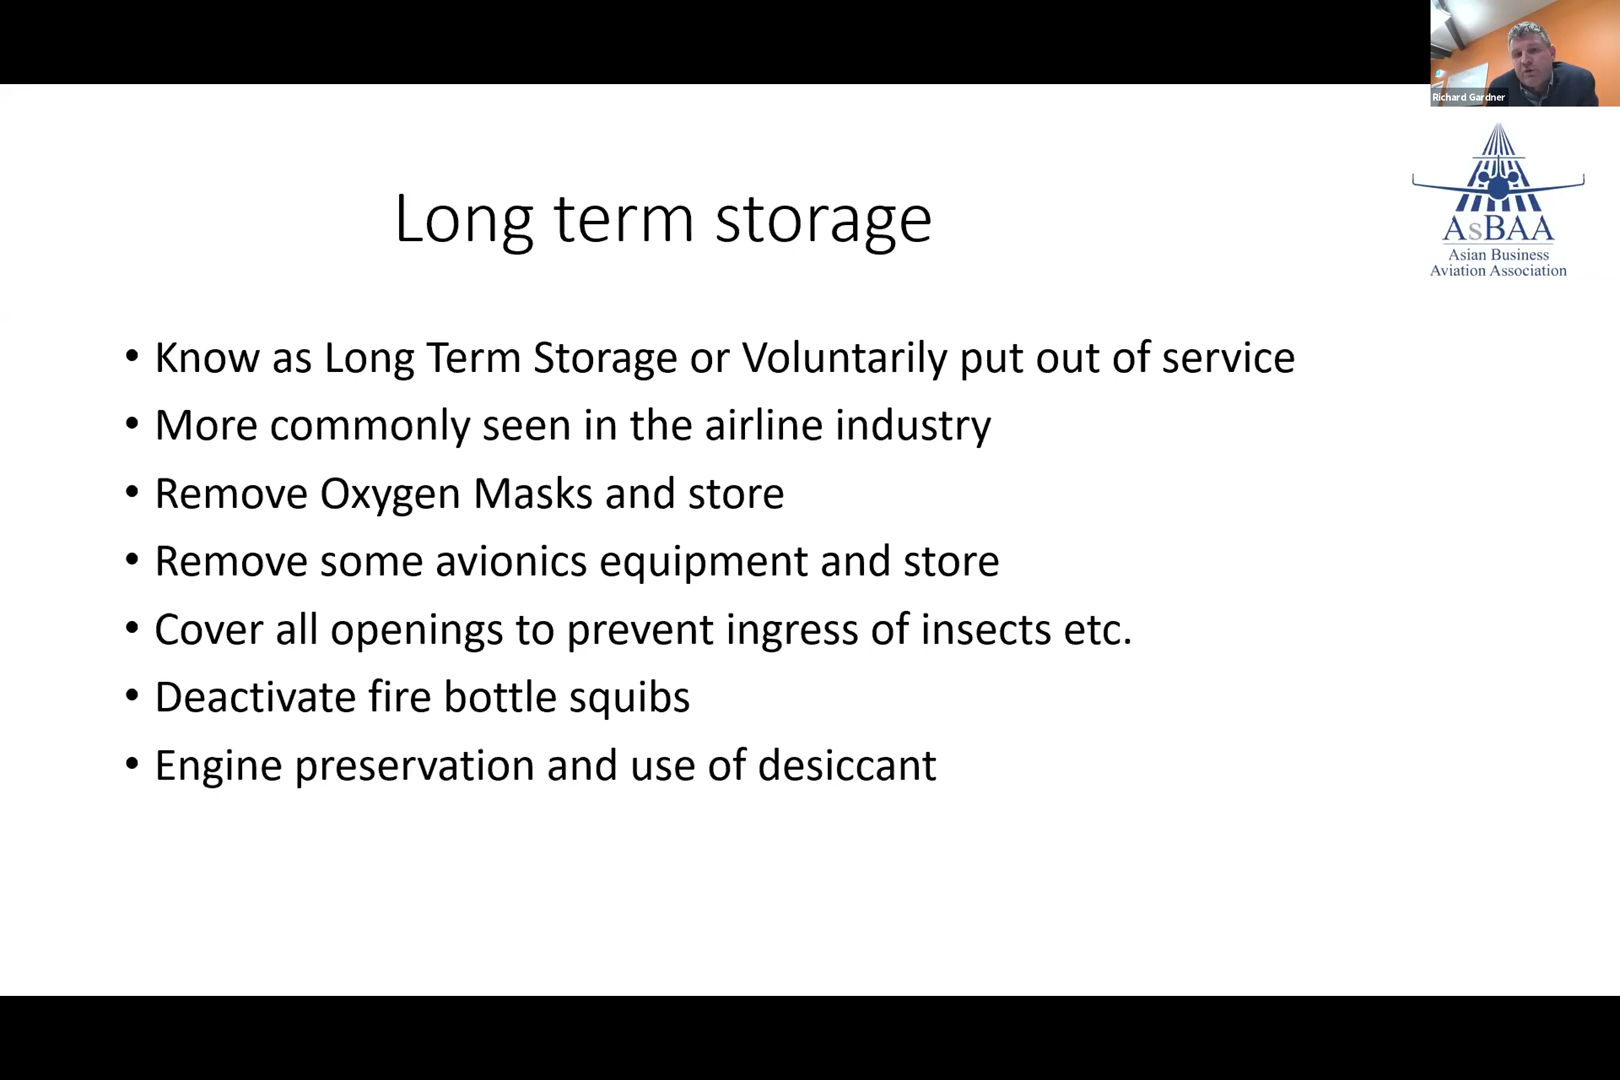 Richard Gardner
AsBAA
Asian Business
Aviation Association
Long term storage
• Know as Long Term Storage or Voluntarily put out of service
• More commonly seen in the airline industry
• Remove Oxygen Masks and store
• Remove some avionics equipment and store
• Cover all openings to prevent ingress of insects etc.
• Deactivate fire bottle squibs
• Engine preservation and use of desiccant